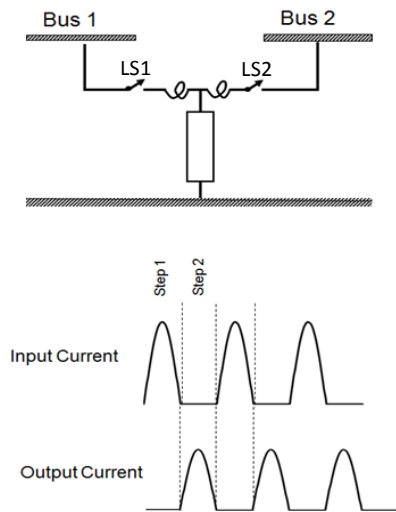 Bus 1
Bus 2
LS1
LS2
Step 1
Step 2
Input Current
Output Current